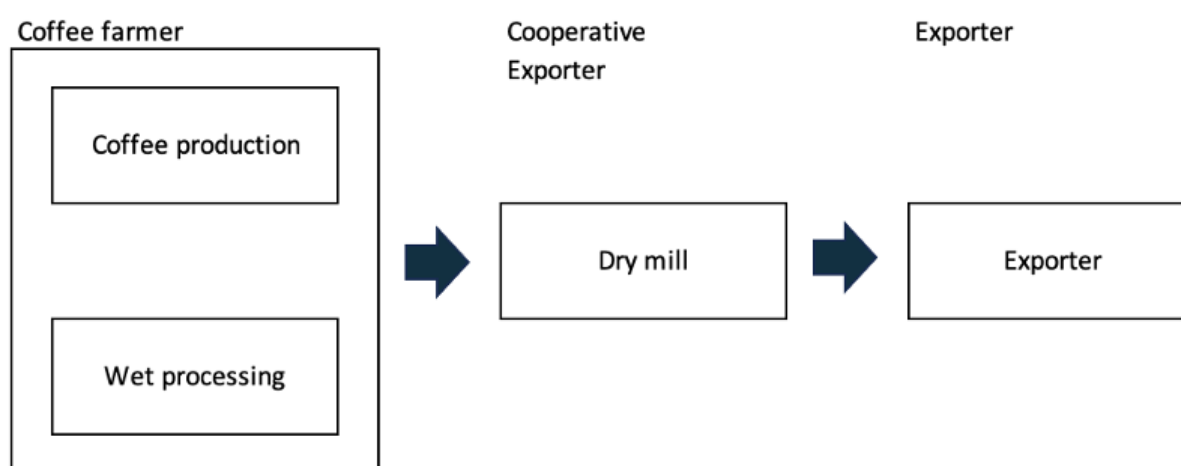 Coffee farmer
Coffee production
Wet processing
Cooperative
Exporter
Dry mill
Exporter
Exporter